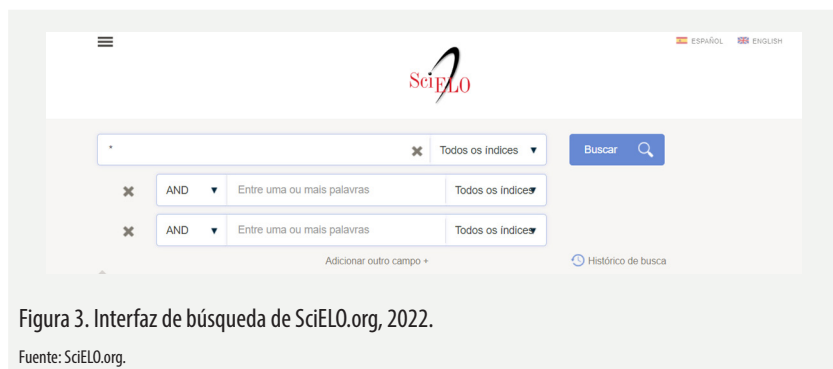 ESPAÑOL ENGLISH
SciELO
* Todos os índices Buscar
AND Entre uma ou mais palavras Todos os índices
AND Entre uma ou mais palavras Todos os índices
Adicionar outro campo + Histórico de busca
Figura 3. Interfaz de búsqueda de SciELO.org, 2022.
Fuente: SciELO.org.